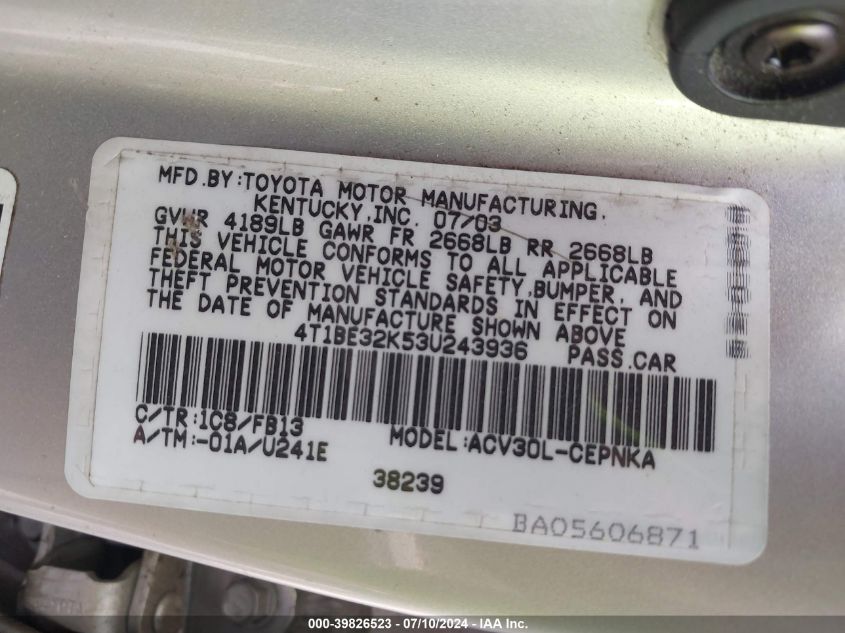 MFD.BY:TOYOTA MOTOR MANUFACTURING.
KENTUCKY,INC. 07/03
GVWR 4189LB GAWR FR 2668LB RR 2668LB
THIS VEHICLE CONFORMS TO ALL APPLICABLE
FEDERAL MOTOR VEHICLE SAFETY,BUMPER, AND
THEFT PREVENTION STANDARDS IN EFFECT ON
THE DATE OF MANUFACTURE SHOWN ABOVE
4T1BE32K53U243936 PASS.CAR
C/TR:1C8/FB13
A/TM:-01A/U241E MODEL:ACV30L-CEPNKA
38239
BA05606871
000-39826523 - 07/10/2024 - IAA, Inc.